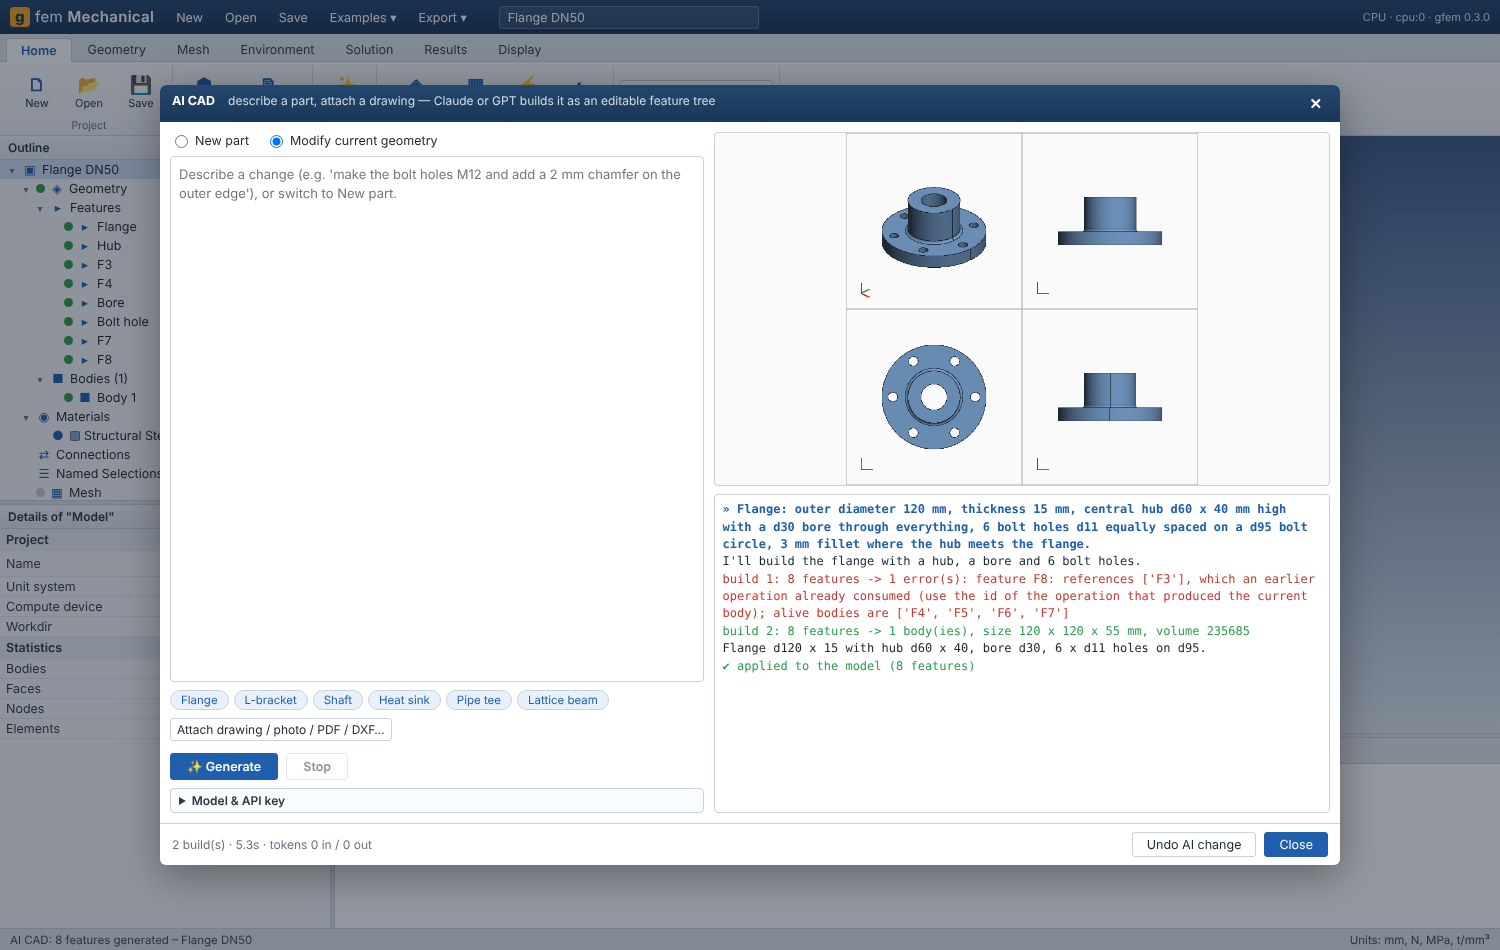 g fem Mechanical New Open Save Examples ▾ Export ▾ Flange DN50 CPU · cpu:0 · gfem 0.3.0
Home Geometry Mesh Environment Solution Results Display
New Open Save
Project
AI CAD describe a part, attach a drawing — Claude or GPT builds it as an editable feature tree ✕
Outline
Flange DN50
Geometry
Features
Flange
Hub
F3
F4
Bore
Bolt hole
F7
F8
Bodies (1)
Body 1
Materials
Structural Ste
Connections
Named Selections
Mesh
Details of "Model"
Project
Name
Unit system
Compute device
Workdir
Statistics
Bodies
Faces
Nodes
Elements
New part Modify current geometry
Describe a change (e.g. 'make the bolt holes M12 and add a 2 mm chamfer on the
outer edge'), or switch to New part.
Flange L-bracket Shaft Heat sink Pipe tee Lattice beam
Attach drawing / photo / PDF / DXF...
✨ Generate Stop
▶ Model & API key
» Flange: outer diameter 120 mm, thickness 15 mm, central hub d60 x 40 mm high
with a d30 bore through everything, 6 bolt holes d11 equally spaced on a d95 bolt
circle, 3 mm fillet where the hub meets the flange.
I'll build the flange with a hub, a bore and 6 bolt holes.
build 1: 8 features -> 1 error(s): feature F8: references ['F3'], which an earlier
operation already consumed (use the id of the operation that produced the current
body); alive bodies are ['F4', 'F5', 'F6', 'F7']
build 2: 8 features -> 1 body(ies), size 120 x 120 x 55 mm, volume 235685
Flange d120 x 15 with hub d60 x 40, bore d30, 6 x d11 holes on d95.
✔ applied to the model (8 features)
2 build(s) · 5.3s · tokens 0 in / 0 out Undo AI change Close
AI CAD: 8 features generated – Flange DN50 Units: mm, N, MPa, t/mm³